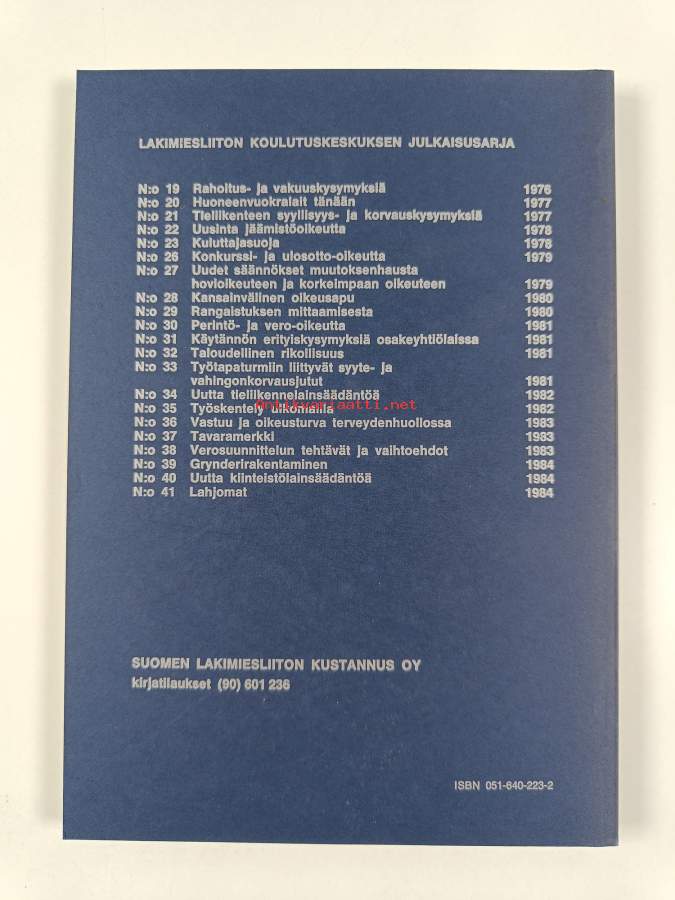 LAKIMIESLIITON KOULUTUSKESKUKSEN JULKAISUSARJA
N:o 19 Rahoitus- ja vakuuskysymyksiä 1976
N:o 20 Huoneenvuokralait tänään 1977
N:o 21 Tieliikenteen syyllisyys- ja korvauskysymyksiä 1977
N:o 22 Uusinta jäämistöoikeutta 1978
N:o 23 Kuluttajasuoja 1978
N:o 26 Konkurssi- ja ulosotto-oikeutta 1979
N:o 27 Uudet säännökset muutoksenhausta
hovioikeuteen ja korkeimpaan oikeuteen 1979
N:o 28 Kansainvälinen oikeusapu 1980
N:o 29 Rangaistuksen mittaamisesta 1980
N:o 30 Perintö- ja vero-oikeutta 1981
N:o 31 Käytännön erityiskysymyksiä osakeyhtiölaissa 1981
N:o 32 Taloudellinen rikollisuus 1981
N:o 33 Työtapaturmiin liittyvät syyte- ja
vahingonkorvausjutut 1981
N:o 34 Uutta tieliikennelainsäädäntöä 1982
Antikvariaatti.net
N:o 35 Työskentely ulkomailla 1982
N:o 36 Vastuu ja oikeusturva terveydenhuollossa 1983
N:o 37 Tavaramerkki 1983
N:o 38 Verosuunnittelun tehtävät ja vaihtoehdot 1983
N:o 39 Grynderirakentaminen 1984
N:o 40 Uutta kiinteistölainsäädäntöä 1984
N:o 41 Lahjomat 1984
SUOMEN LAKIMIESLIITON KUSTANNUS OY
kirjatilaukset (90) 601 236
ISBN 051-640-223-2